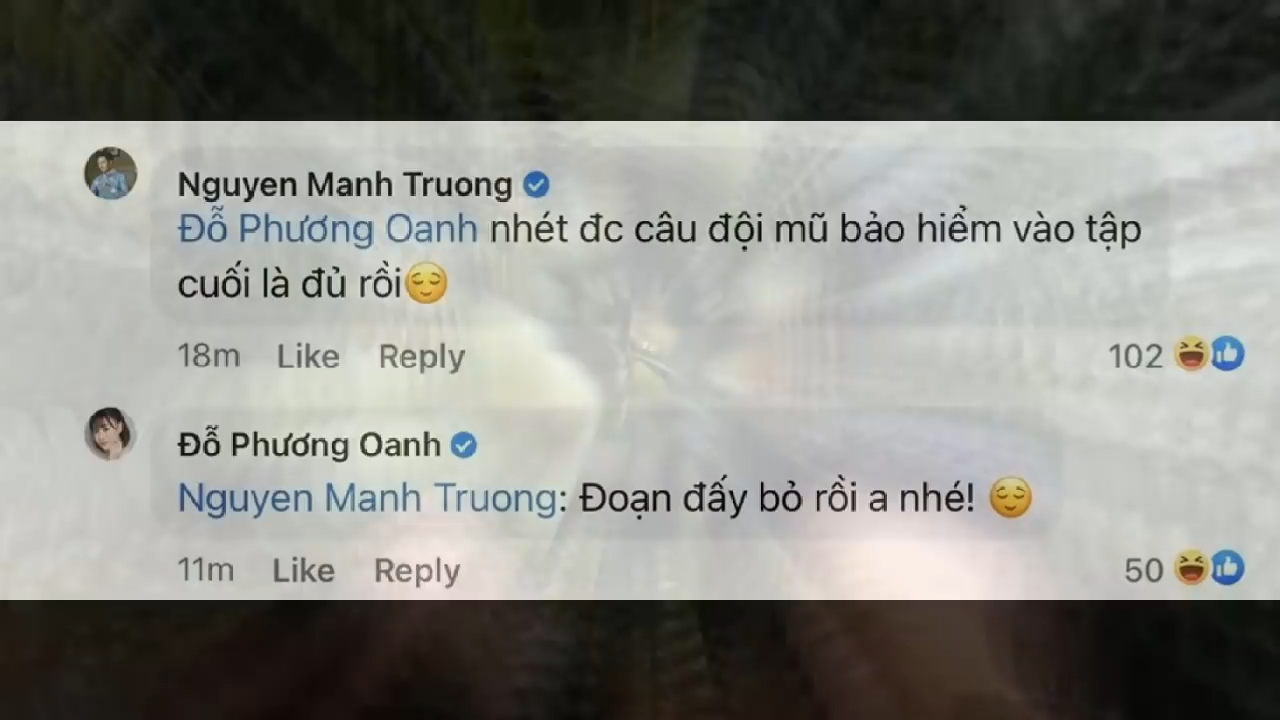 Nguyen Manh Truong
Đỗ Phương Oanh nhét đc câu đội mũ bảo hiểm vào tập
cuối là đủ rồi😌
18m Like Reply 102
Đỗ Phương Oanh
Nguyen Manh Truong: Đoạn đấy bỏ rồi a nhé! 😌
11m Like Reply 50